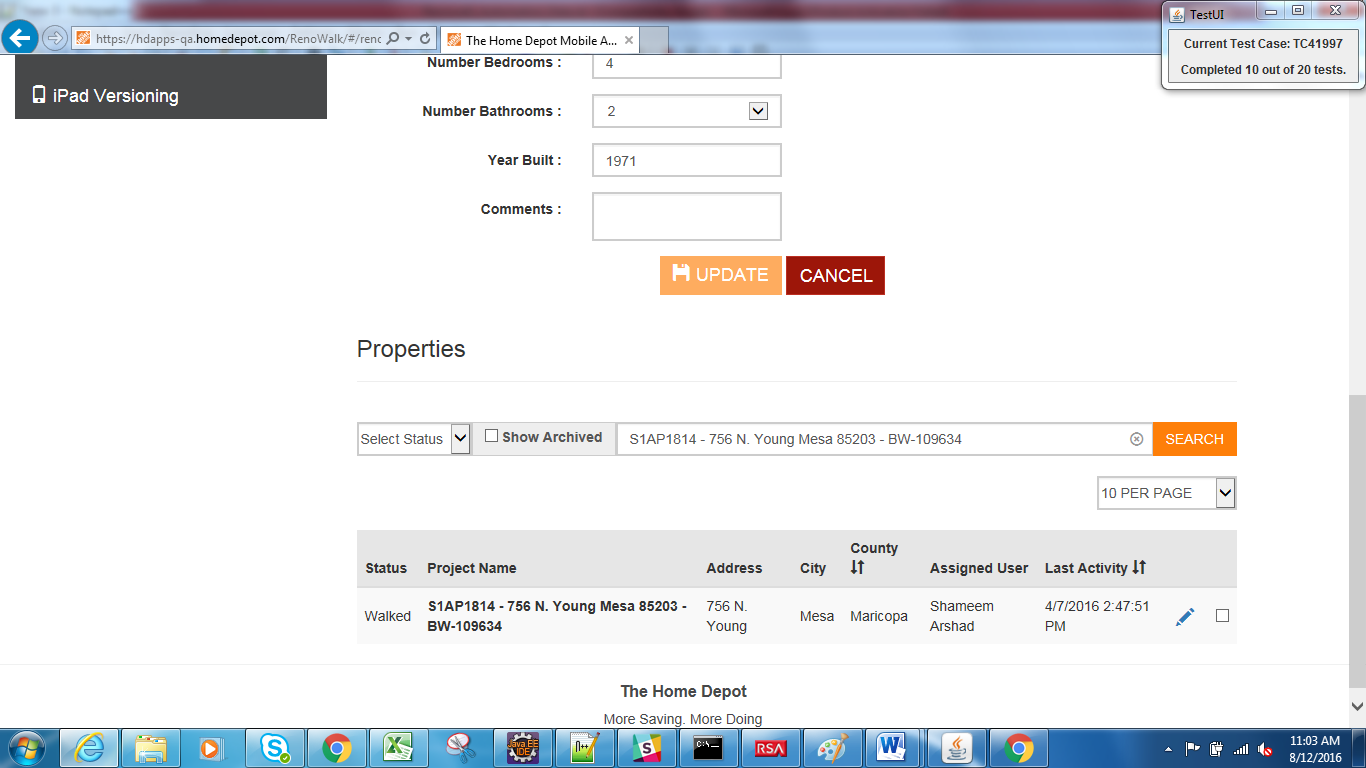 TestUI
Current Test Case: TC41997
Completed 10 out of 20 tests.
https://hdapps-qa.homedepot.com/RenoWalk/#/renc
The Home Depot Mobile A...
iPad Versioning
Number Bedrooms : 4
Number Bathrooms : 2
Year Built : 1971
Comments :
UPDATE CANCEL
Properties
Select Status Show Archived S1AP1814 - 756 N. Young Mesa 85203 - BW-109634 SEARCH
10 PER PAGE
County
Status Project Name Address City Assigned User Last Activity
S1AP1814 - 756 N. Young Mesa 85203 - 756 N. Shameem 4/7/2016 2:47:51
Walked Mesa Maricopa
BW-109634 Young Arshad PM
The Home Depot
More Saving. More Doing
Java EE
IDE
C:\_
RSA
11:03 AM
8/12/2016